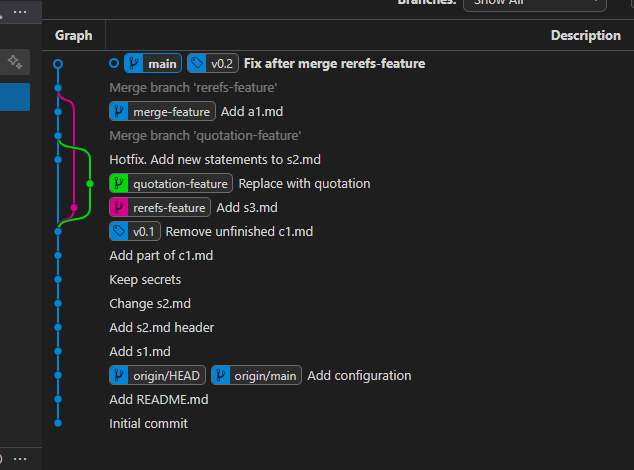 Branches: Show All
Graph Description
main v0.2 Fix after merge rerefs-feature
Merge branch 'rerefs-feature'
merge-feature Add a1.md
Merge branch 'quotation-feature'
Hotfix. Add new statements to s2.md
quotation-feature Replace with quotation
rerefs-feature Add s3.md
v0.1 Remove unfinished c1.md
Add part of c1.md
Keep secrets
Change s2.md
Add s2.md header
Add s1.md
origin/HEAD origin/main Add configuration
Add README.md
Initial commit